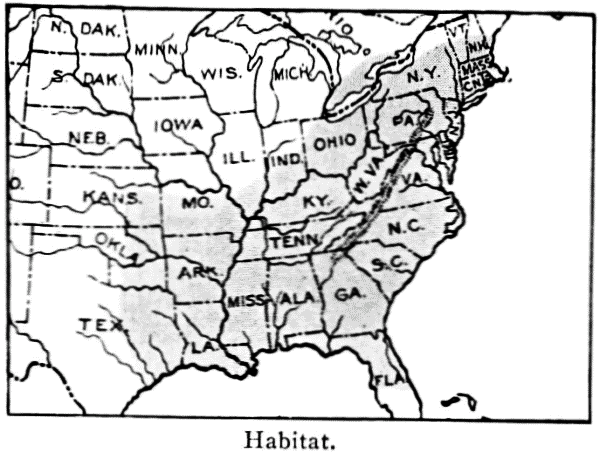 N. DAK.
MINN.
S. DAK.
WIS.
MICH.
N.Y.
VT.
N.H.
MASS.
NEB.
IOWA
ILL.
IND.
OHIO
PA.
W. VA.
VA.
O.
KANS.
MO.
KY.
N.C.
OKLA.
ARK.
TENN.
S.C.
TEX.
LA.
MISS.
ALA.
GA.
FLA.
Habitat.